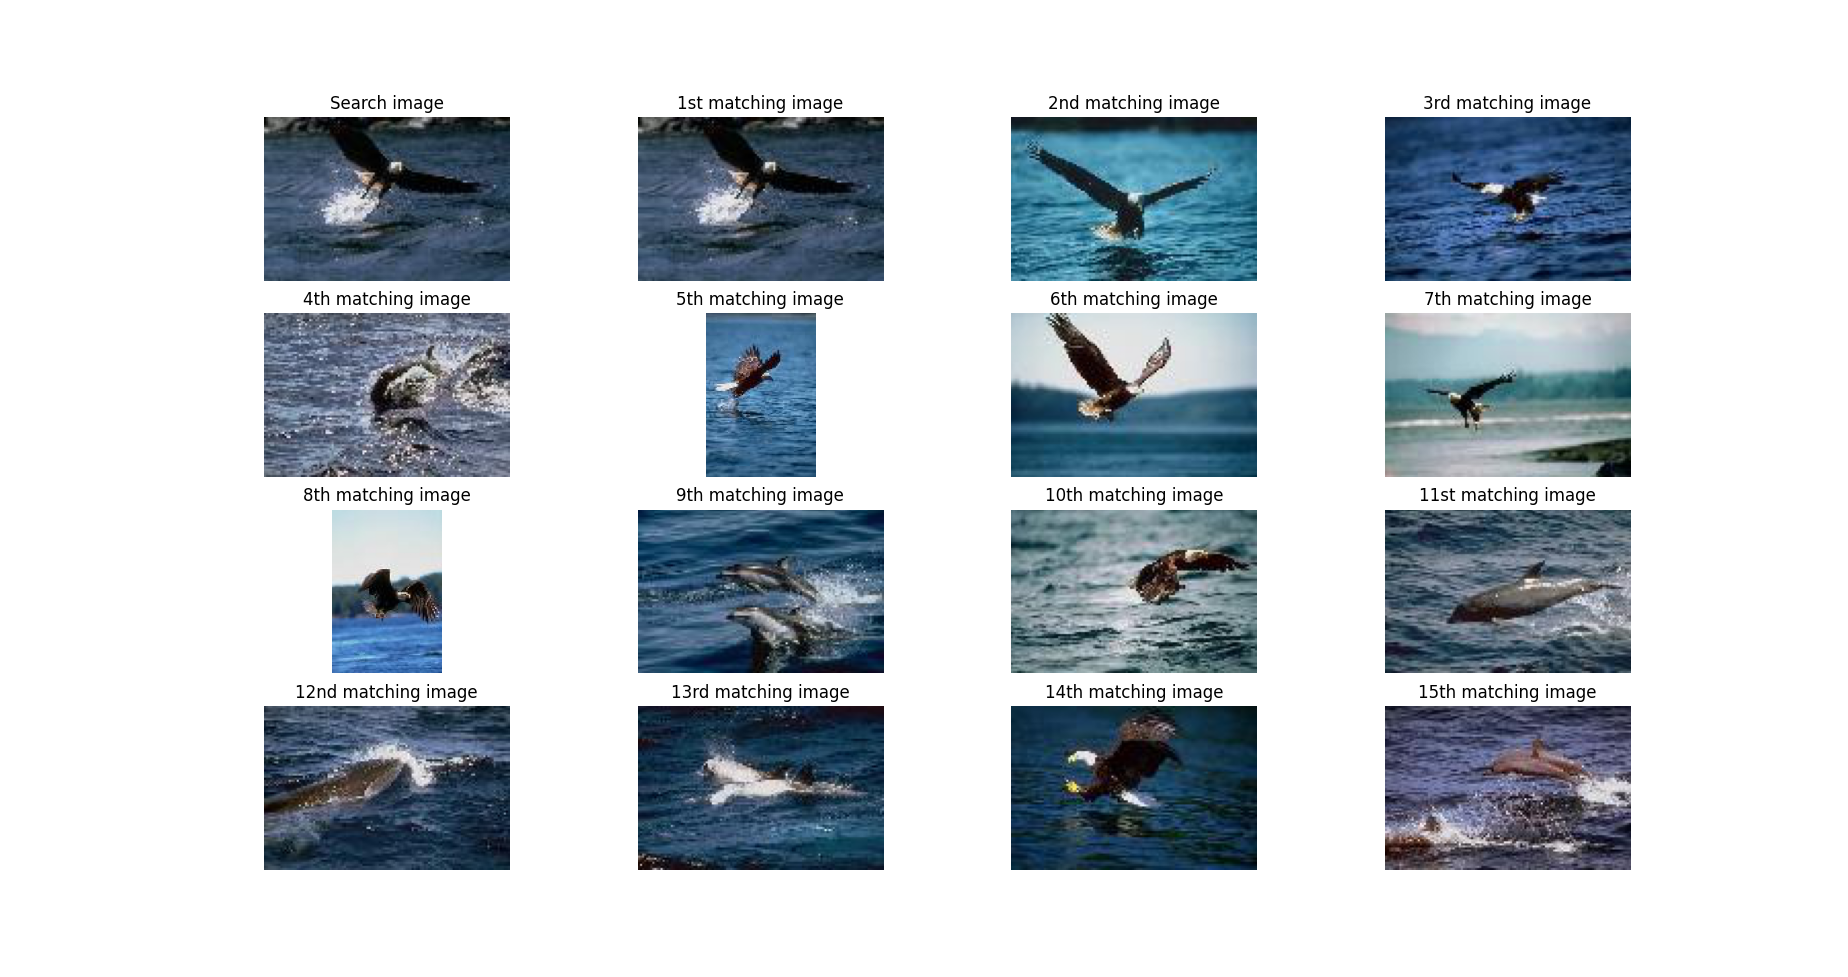 Search image
1st matching image
2nd matching image
3rd matching image
4th matching image
5th matching image
6th matching image
7th matching image
8th matching image
9th matching image
10th matching image
11st matching image
12nd matching image
13rd matching image
14th matching image
15th matching image